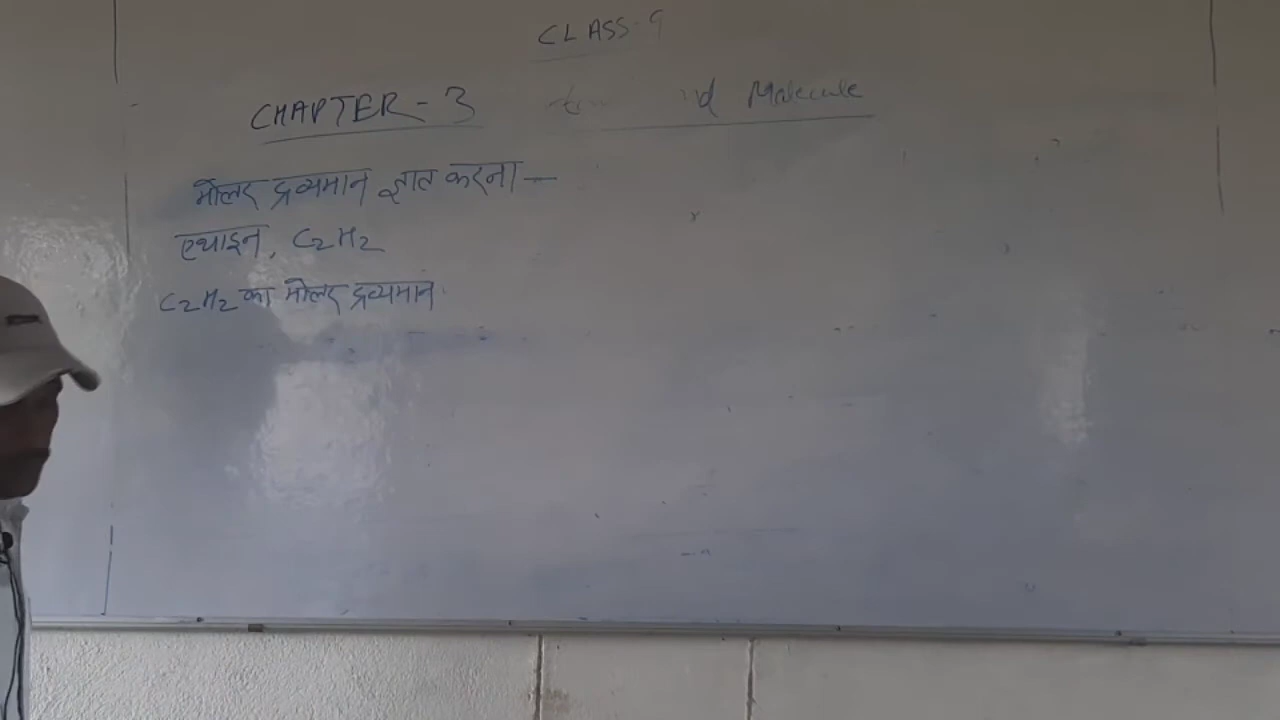 CLASS-9
CHAPTER-3 Molecule
मोलर द्रव्यमान ज्ञात करना —
एथाइन, C2H2
C2H2 का मोलर द्रव्यमान